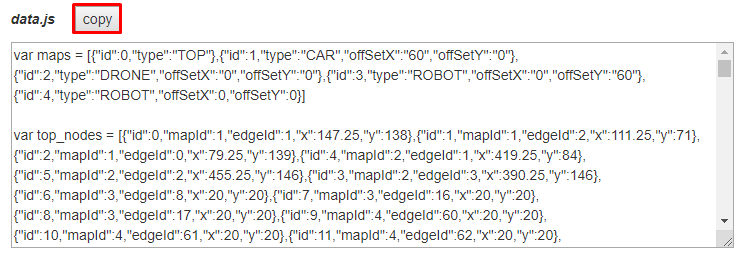 data.js copy
var maps = [{"id":0,"type":"TOP"},{"id":1,"type":"CAR","offSetX":"60","offSetY":"0"},
{"id":2,"type":"DRONE","offSetX":"0","offSetY":"0"},{"id":3,"type":"ROBOT","offSetX":"0","offSetY":"60"},
{"id":4,"type":"ROBOT","offSetX":0,"offSetY":0}]
var top_nodes = [{"id":0,"mapId":1,"edgeId":1,"x":147.25,"y":138},{"id":1,"mapId":1,"edgeId":2,"x":111.25,"y":71},
{"id":2,"mapId":1,"edgeId":0,"x":79.25,"y":139},{"id":4,"mapId":2,"edgeId":1,"x":419.25,"y":84},
{"id":5,"mapId":2,"edgeId":2,"x":455.25,"y":146},{"id":3,"mapId":2,"edgeId":3,"x":390.25,"y":146},
{"id":6,"mapId":3,"edgeId":8,"x":20,"y":20},{"id":7,"mapId":3,"edgeId":16,"x":20,"y":20},
{"id":8,"mapId":3,"edgeId":17,"x":20,"y":20},{"id":9,"mapId":4,"edgeId":60,"x":20,"y":20},
{"id":10,"mapId":4,"edgeId":61,"x":20,"y":20},{"id":11,"mapId":4,"edgeId":62,"x":20,"y":20},